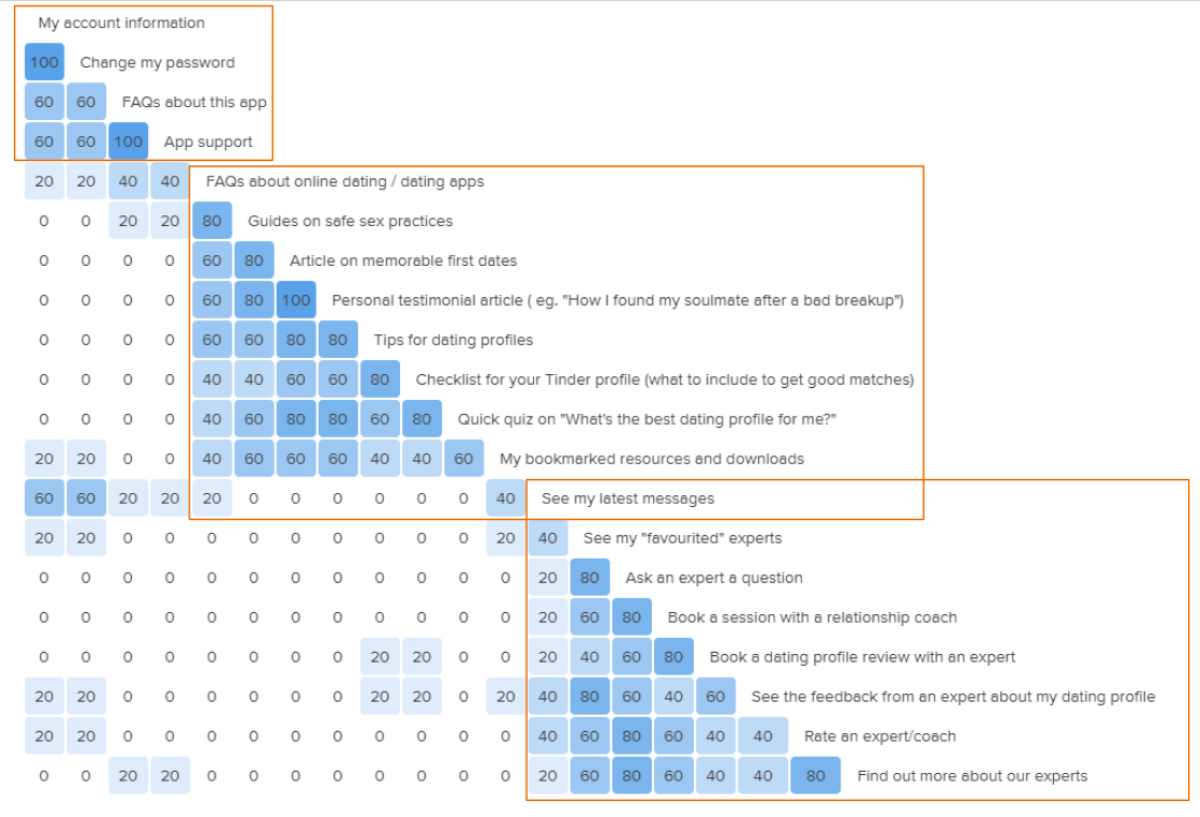 My account information
100 Change my password
60 60 FAQs about this app
60 60 100 App support
20 20 40 40 FAQs about online dating / dating apps
0 0 20 20 80 Guides on safe sex practices
0 0 0 0 60 80 Article on memorable first dates
0 0 0 0 60 80 100 Personal testimonial article ( eg. "How I found my soulmate after a bad breakup")
0 0 0 0 60 60 80 80 Tips for dating profiles
0 0 0 0 40 40 60 60 80 Checklist for your Tinder profile (what to include to get good matches)
0 0 0 0 40 60 80 80 60 80 Quick quiz on "What's the best dating profile for me?"
20 20 0 0 40 60 60 60 40 40 60 My bookmarked resources and downloads
60 60 20 20 20 0 0 0 0 0 0 40 See my latest messages
20 20 0 0 0 0 0 0 0 0 0 20 40 See my "favourited" experts
0 0 0 0 0 0 0 0 0 0 0 0 20 80 Ask an expert a question
0 0 0 0 0 0 0 0 0 0 0 0 20 60 80 Book a session with a relationship coach
0 0 0 0 0 0 0 0 20 20 0 0 20 40 60 80 Book a dating profile review with an expert
20 20 0 0 0 0 0 0 20 20 0 20 40 80 60 40 60 See the feedback from an expert about my dating profile
20 20 0 0 0 0 0 0 0 0 0 0 40 60 80 60 40 40 Rate an expert/coach
0 0 20 20 0 0 0 0 0 0 0 0 20 60 80 60 40 40 80 Find out more about our experts